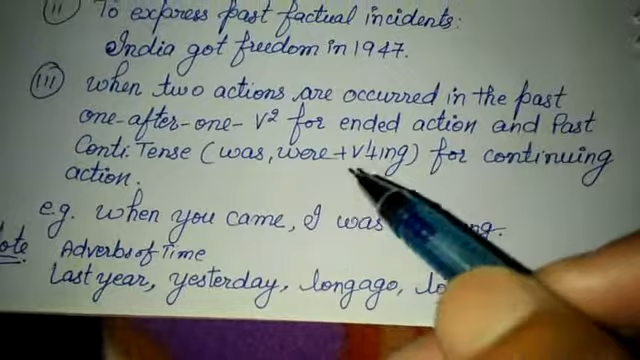 (ii) To express past factual incidents:
India got freedom in 1947.
(iii) when two actions are occurred in the past
one-after-one- V² for ended action and Past
Conti. Tense (was, were + V⁴ing) for continuing
action.
e.g. when you came, I was
Note Adverbs of Time
Last year, yesterday, longago,